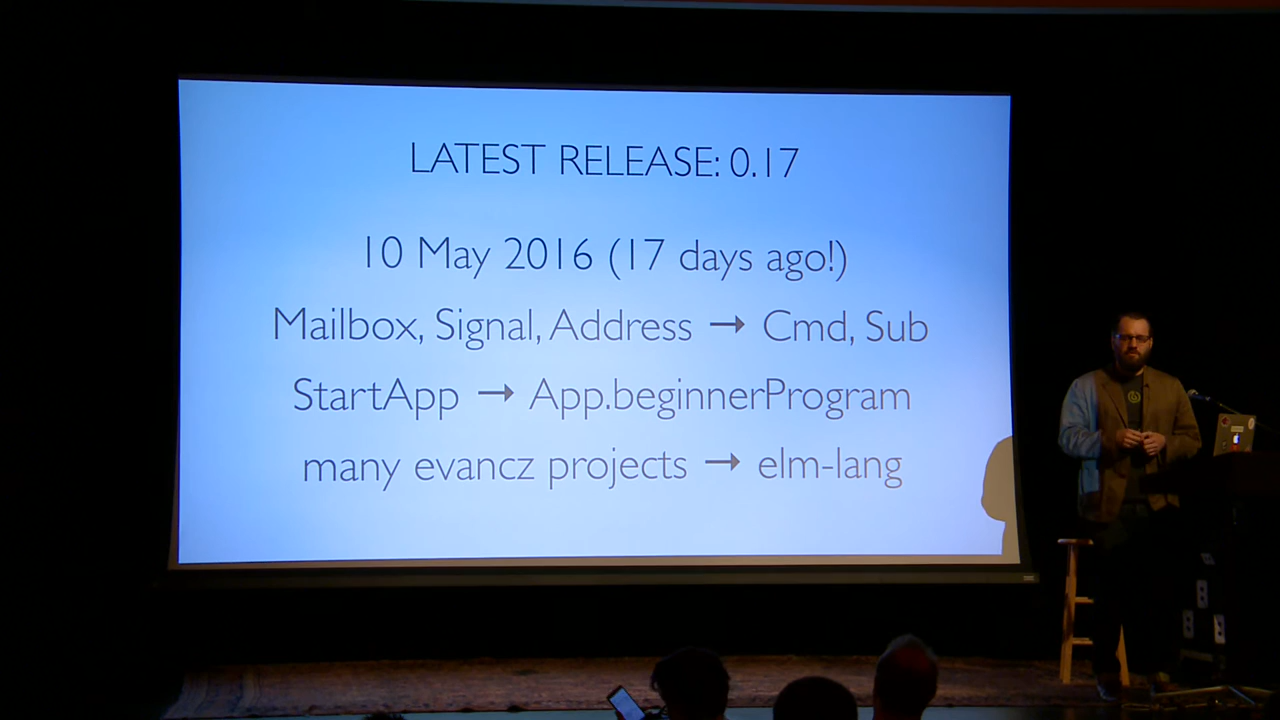 LATEST RELEASE: 0.17
10 May 2016 (17 days ago!)
Mailbox, Signal, Address → Cmd, Sub
StartApp → App.beginnerProgram
many evancz projects → elm-lang